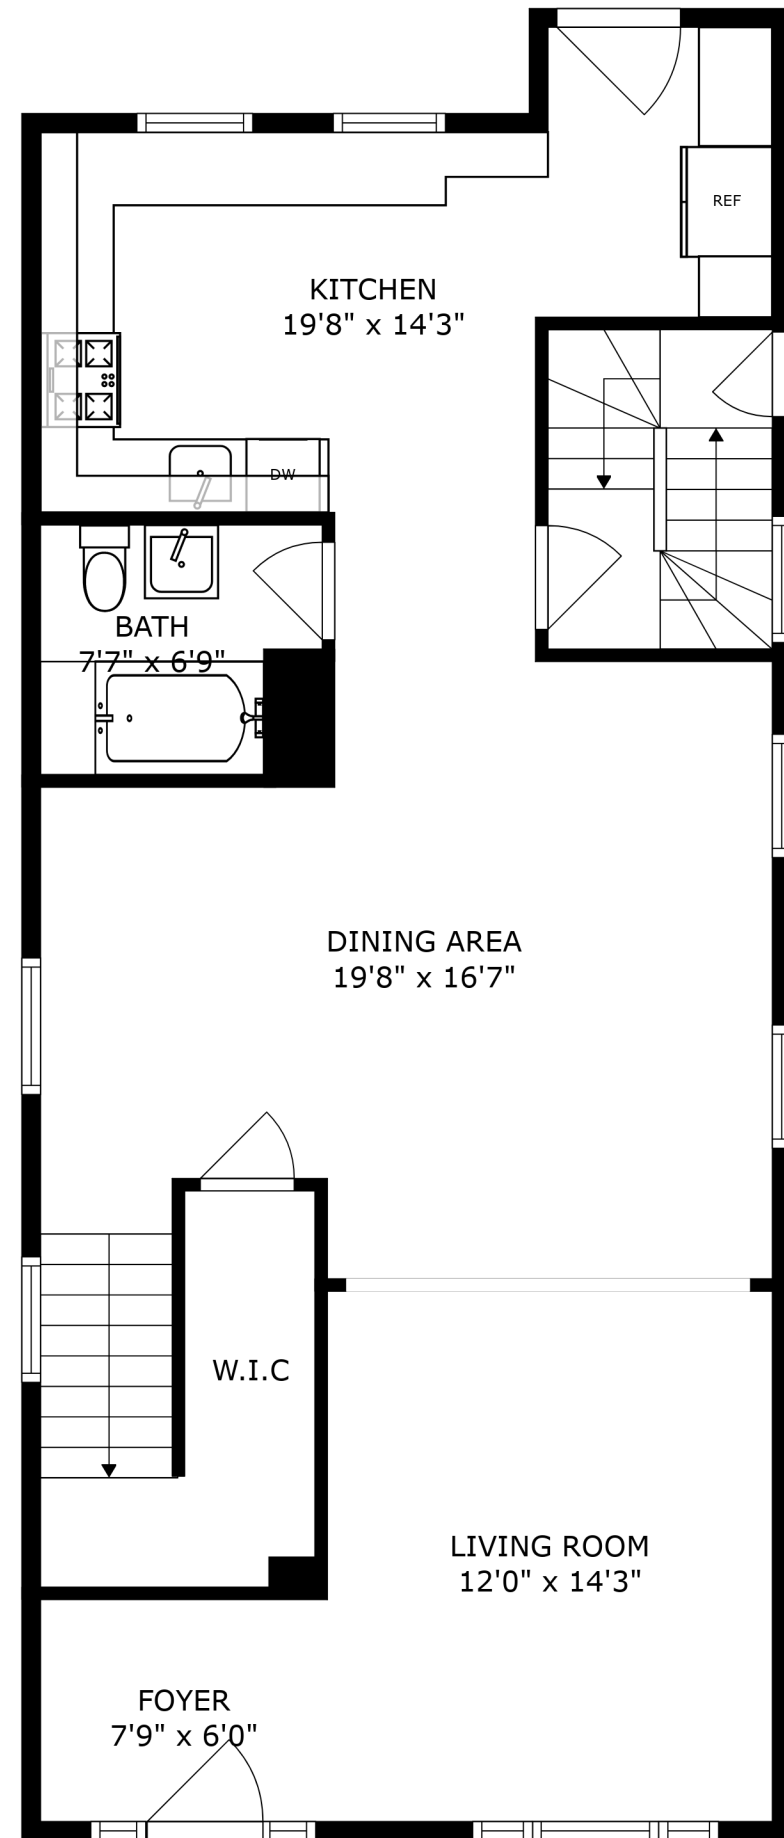 REF
KITCHEN
19'8" x 14'3"
DW
BATH
7'7" x 6'9"
DINING AREA
19'8" x 16'7"
W.I.C
LIVING ROOM
12'0" x 14'3"
FOYER
7'9" x 6'0"